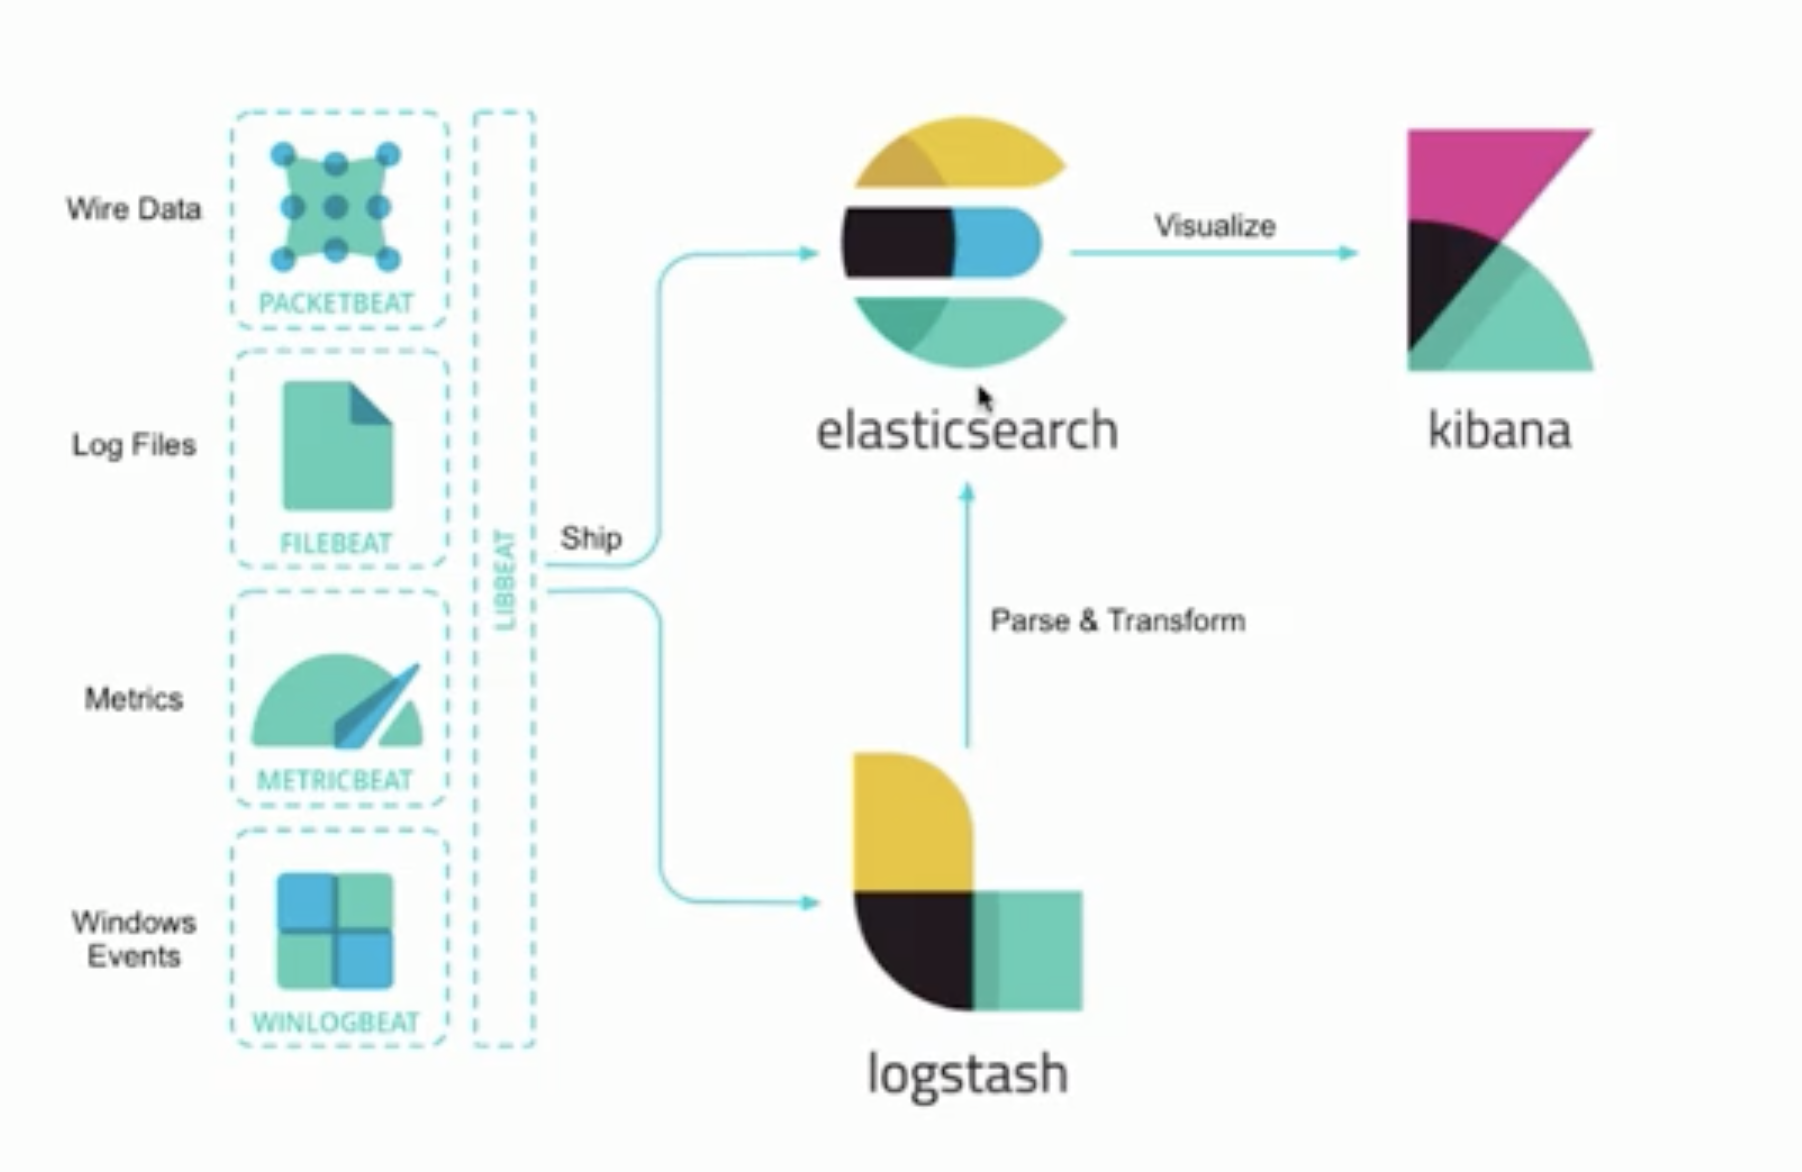 Wire Data
PACKETBEAT
Log Files
FILEBEAT
Metrics
METRICBEAT
Windows
Events
WINLOGBEAT
LIBBEAT
Ship
elasticsearch
Visualize
kibana
Parse & Transform
logstash